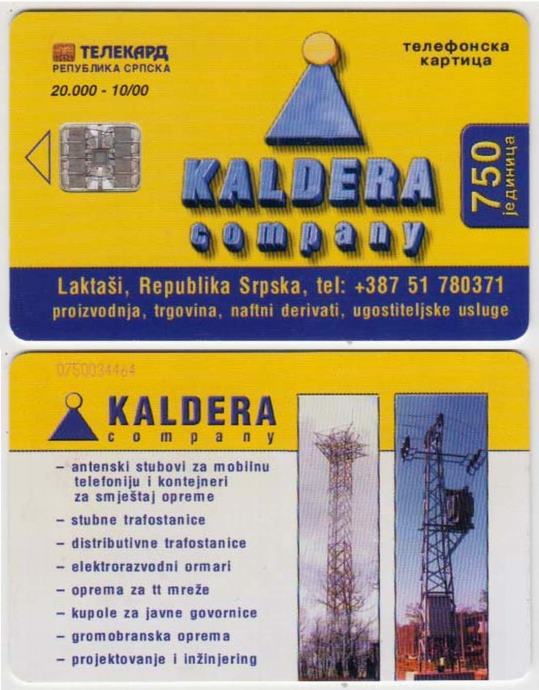 ТЕЛЕКАРД
РЕПУБЛИКА СРПСКА
20.000 - 10/00
телефонска
картица
KALDERA
company
750
јединица
Laktaši, Republika Srpska, tel: +387 51 780371
proizvodnja, trgovina, naftni derivati, ugostiteljske usluge
0750034464
KALDERA
company
– antenski stubovi za mobilnu
telefoniju i kontejneri
za smještaj opreme
– stubne trafostanice
– distributivne trafostanice
– elektrorazvodni ormari
– oprema za tt mreže
– kupole za javne govornice
– gromobranska oprema
– projektovanje i inžinjering